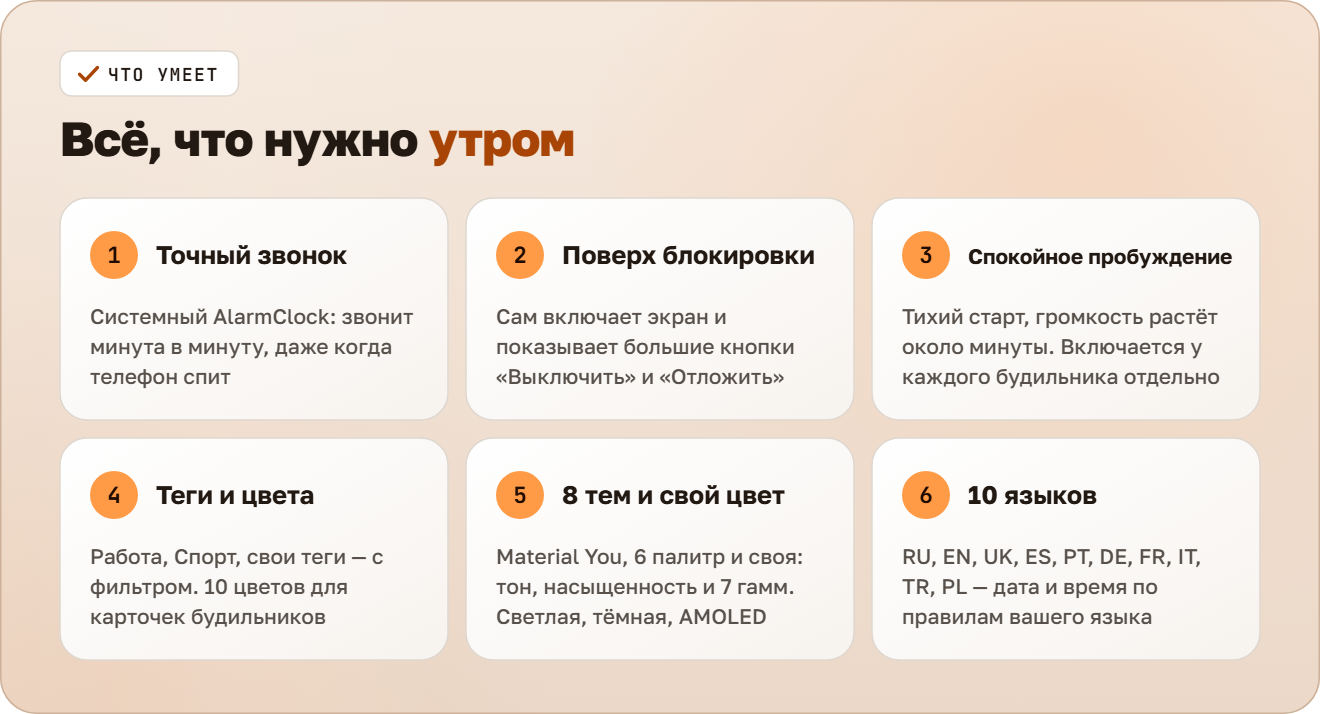 ЧТО УМЕЕТ
Всё, что нужно утром
1 Точный звонок
Системный AlarmClock: звонит
минута в минуту, даже когда
телефон спит
2 Поверх блокировки
Сам включает экран и
показывает большие кнопки
«Выключить» и «Отложить»
3 Спокойное пробуждение
Тихий старт, громкость растёт
около минуты. Включается у
каждого будильника отдельно
4 Теги и цвета
Работа, Спорт, свои теги — с
фильтром. 10 цветов для
карточек будильников
5 8 тем и свой цвет
Material You, 6 палитр и своя:
тон, насыщенность и 7 гамм.
Светлая, тёмная, AMOLED
6 10 языков
RU, EN, UK, ES, PT, DE, FR, IT,
TR, PL — дата и время по
правилам вашего языка